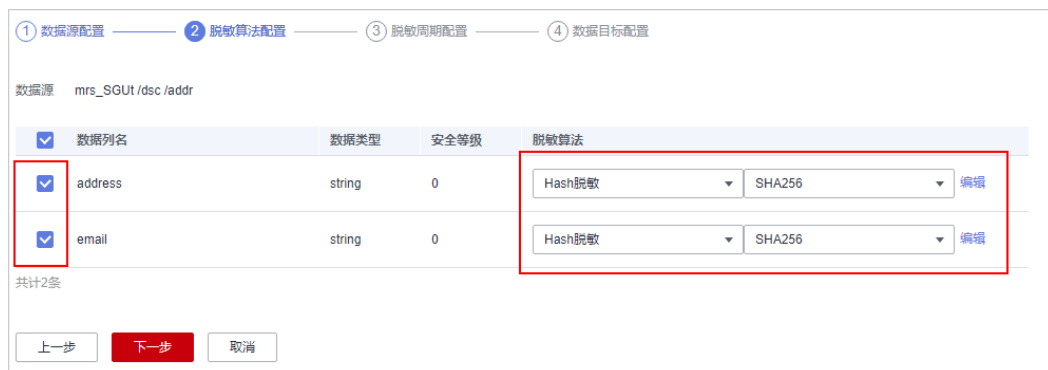 1 数据源配置 2 脱敏算法配置 3 脱敏周期配置 4 数据目标配置
数据源 mrs_SGUt /dsc /addr
数据列名 数据类型 安全等级 脱敏算法
address string 0 Hash脱敏 SHA256 编辑
email string 0 Hash脱敏 SHA256 编辑
共计2条
上一步 下一步 取消